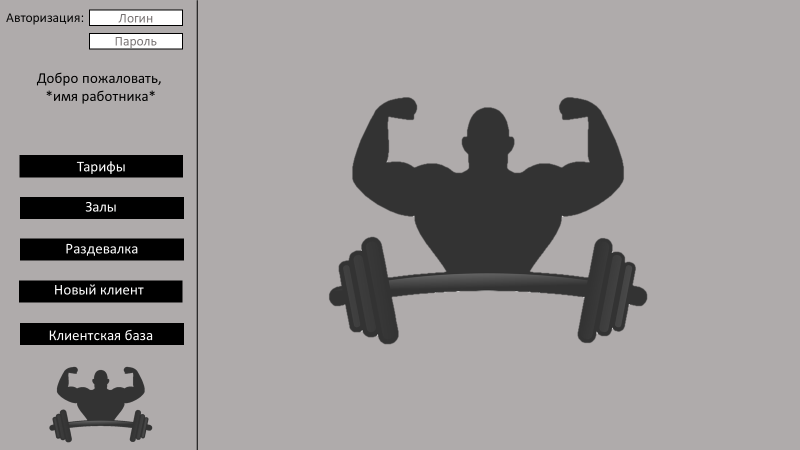 Авторизация: Логин
Пароль
Добро пожаловать,
*имя работника*
Тарифы
Залы
Раздевалка
Новый клиент
Клиентская база